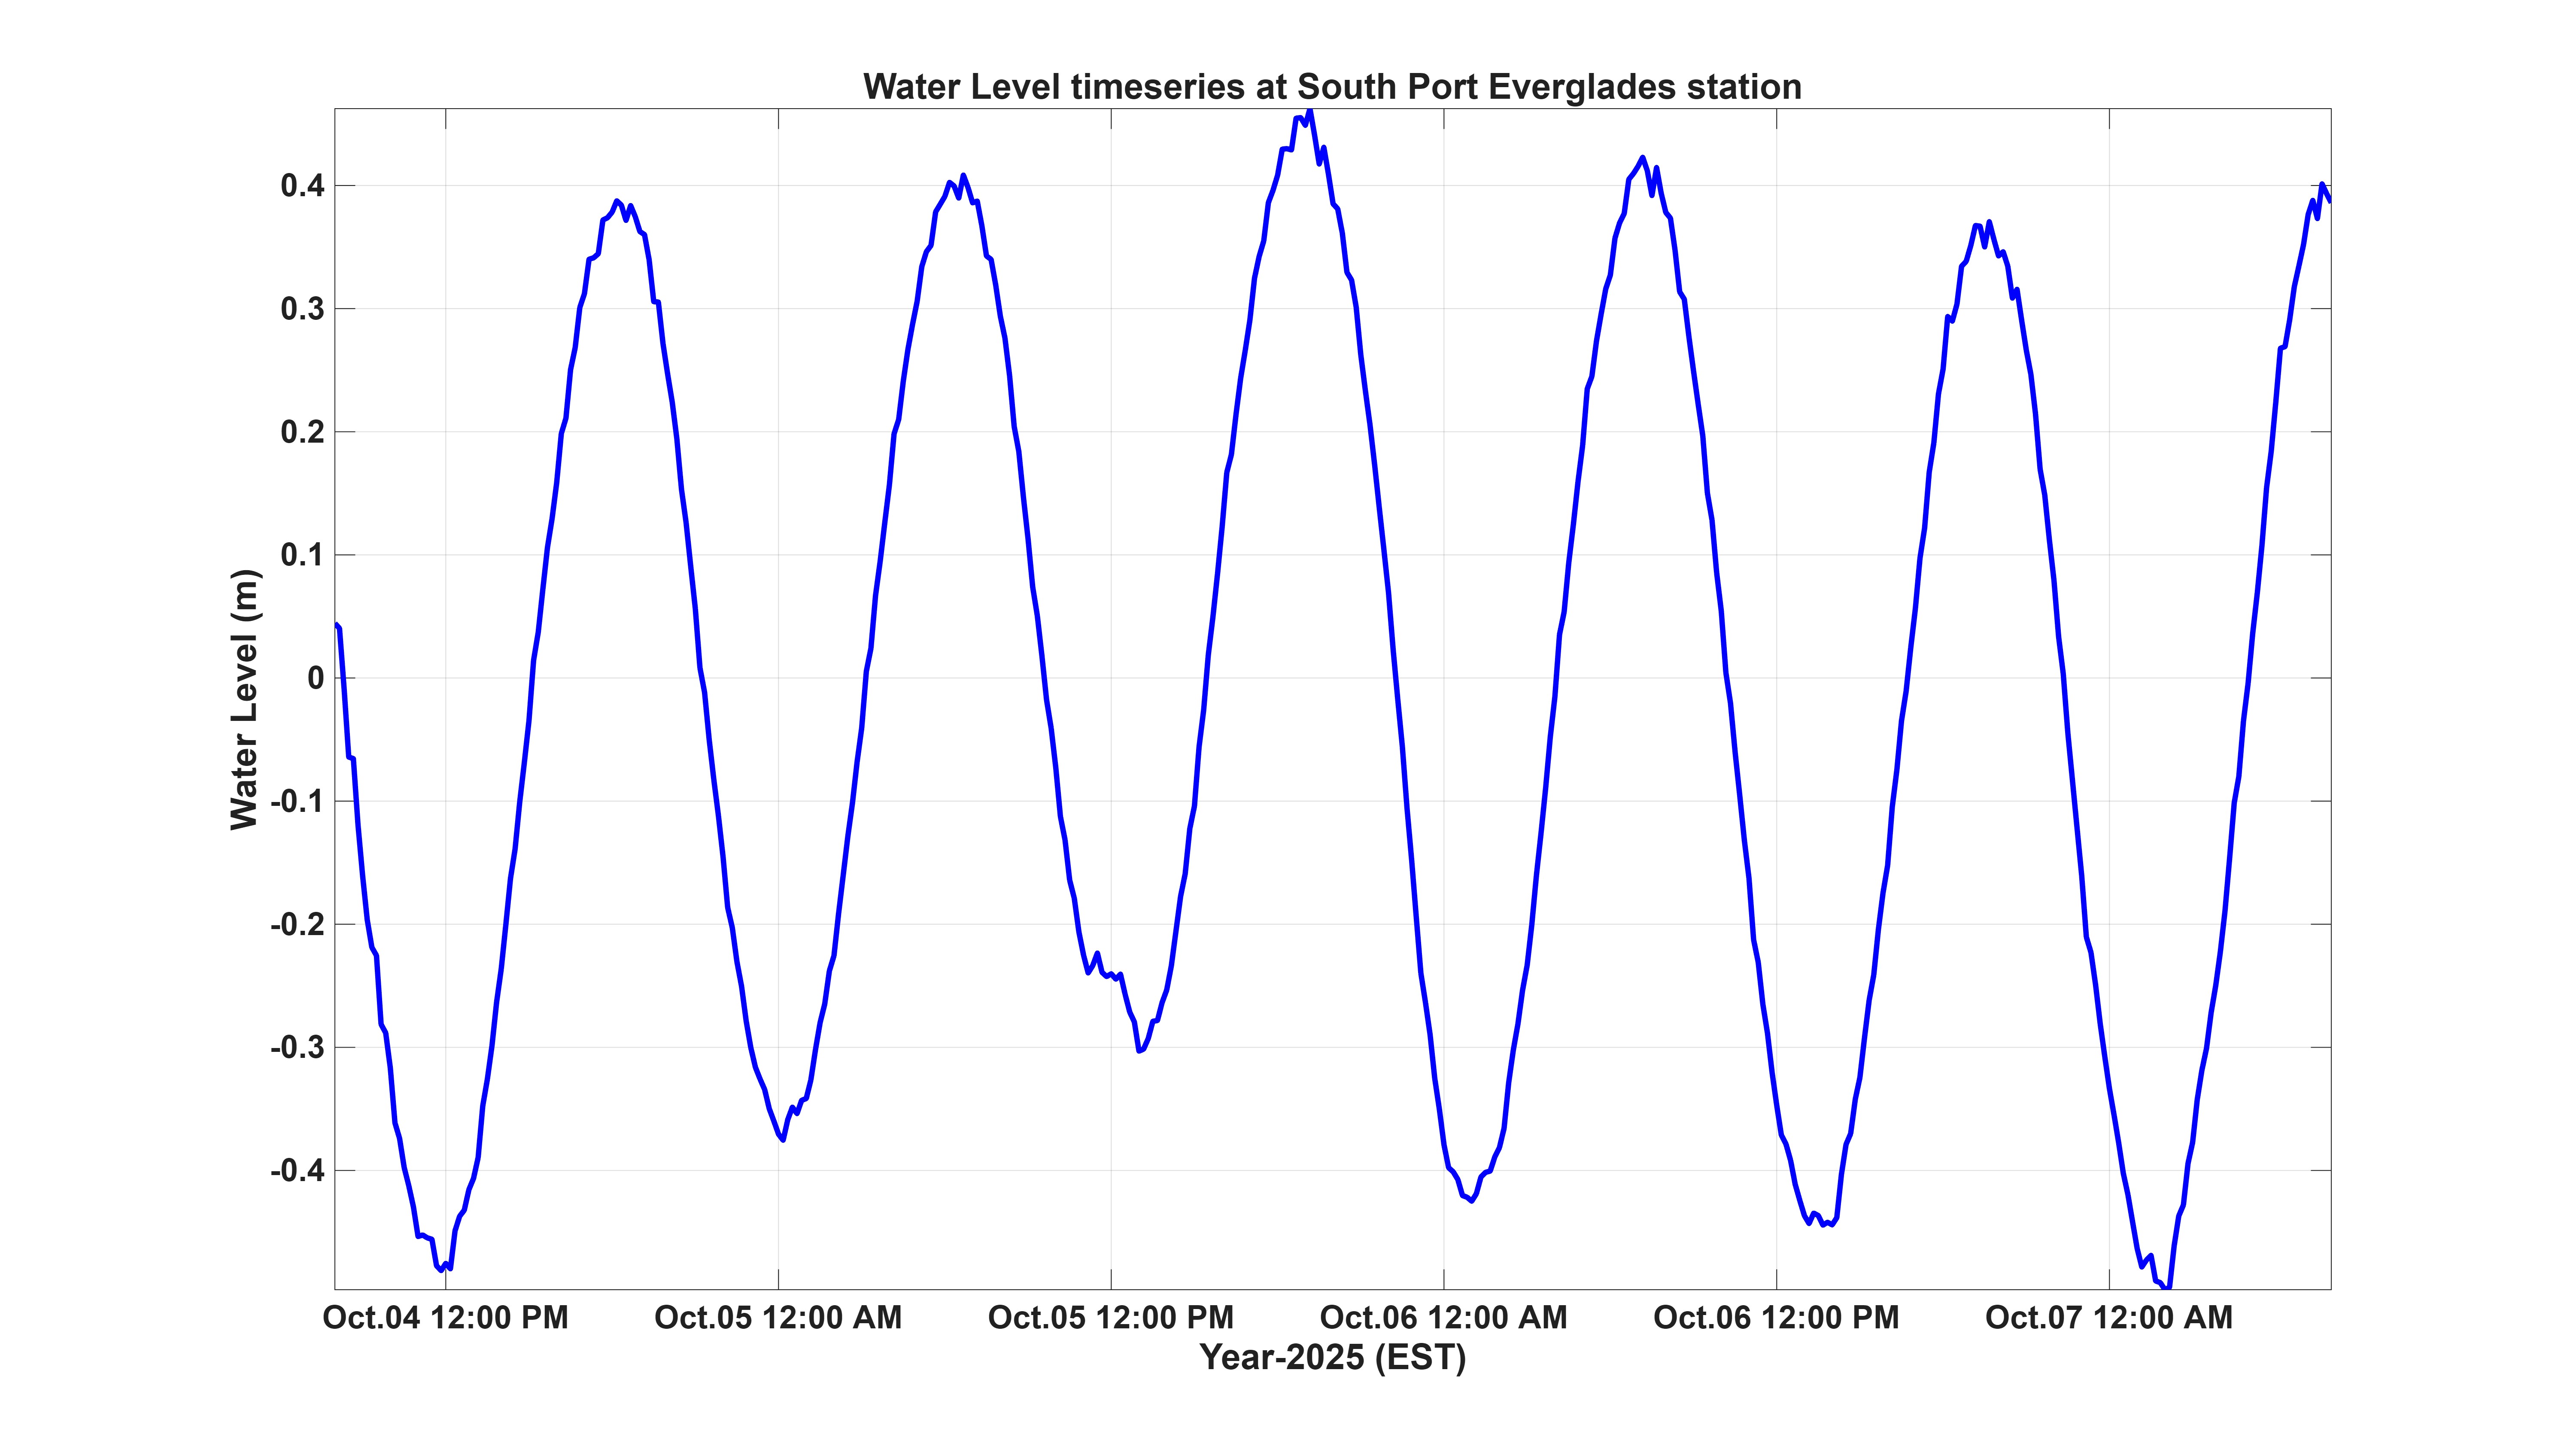 Water Level timeseries at South Port Everglades station
Water Level (m)
0.4
0.3
0.2
0.1
0
-0.1
-0.2
-0.3
-0.4
Oct.04 12:00 PM Oct.05 12:00 AM Oct.05 12:00 PM Oct.06 12:00 AM Oct.06 12:00 PM Oct.07 12:00 AM
Year-2025 (EST)